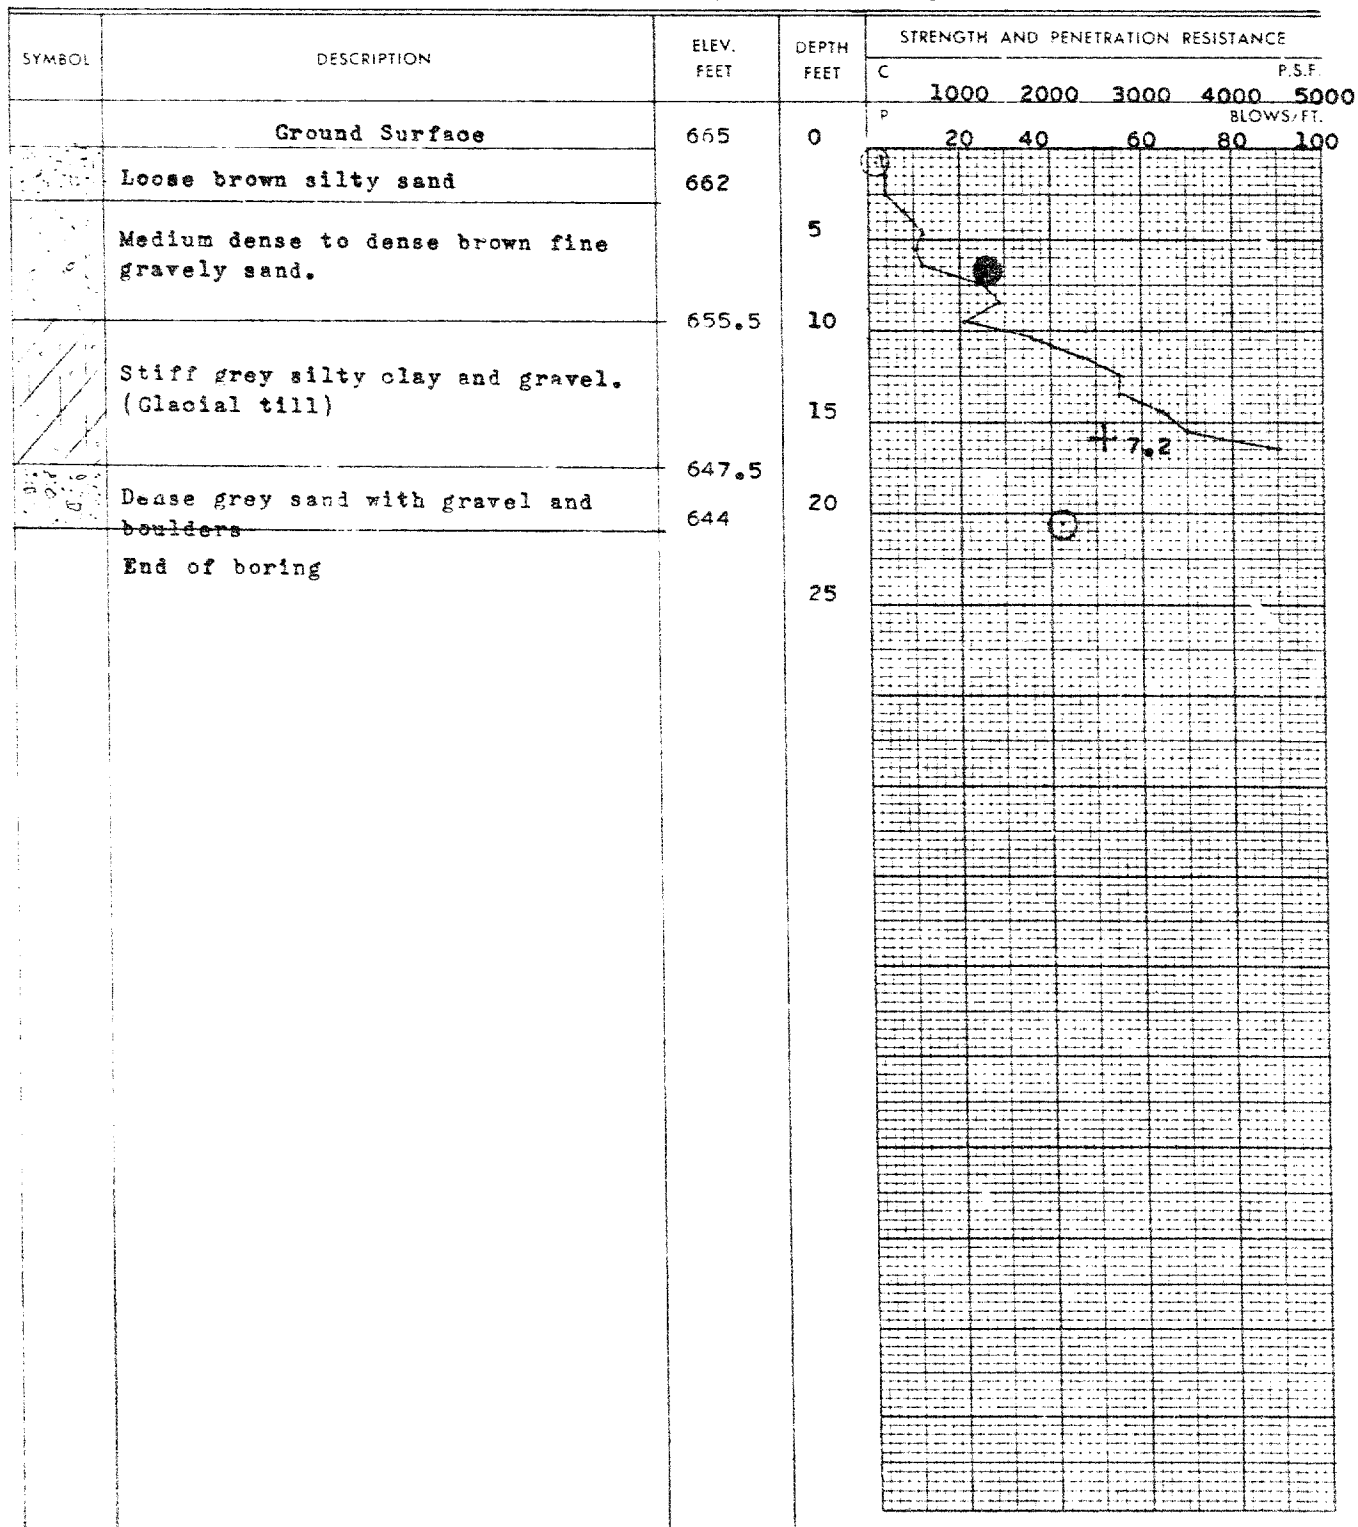 SYMBOL DESCRIPTION ELEV. FEET DEPTH FEET STRENGTH AND PENETRATION RESISTANCE
C P.S.F.
1000 2000 3000 4000 5000
P BLOWS/FT.
20 40 60 80 100
Ground Surface 665 0
Loose brown silty sand 662
5
Medium dense to dense brown fine
gravely sand.
655.5 10
Stiff grey silty clay and gravel.
(Glacial till)
15
7.2
647.5
Dense grey sand with gravel and
boulders
20
644
End of boring
25